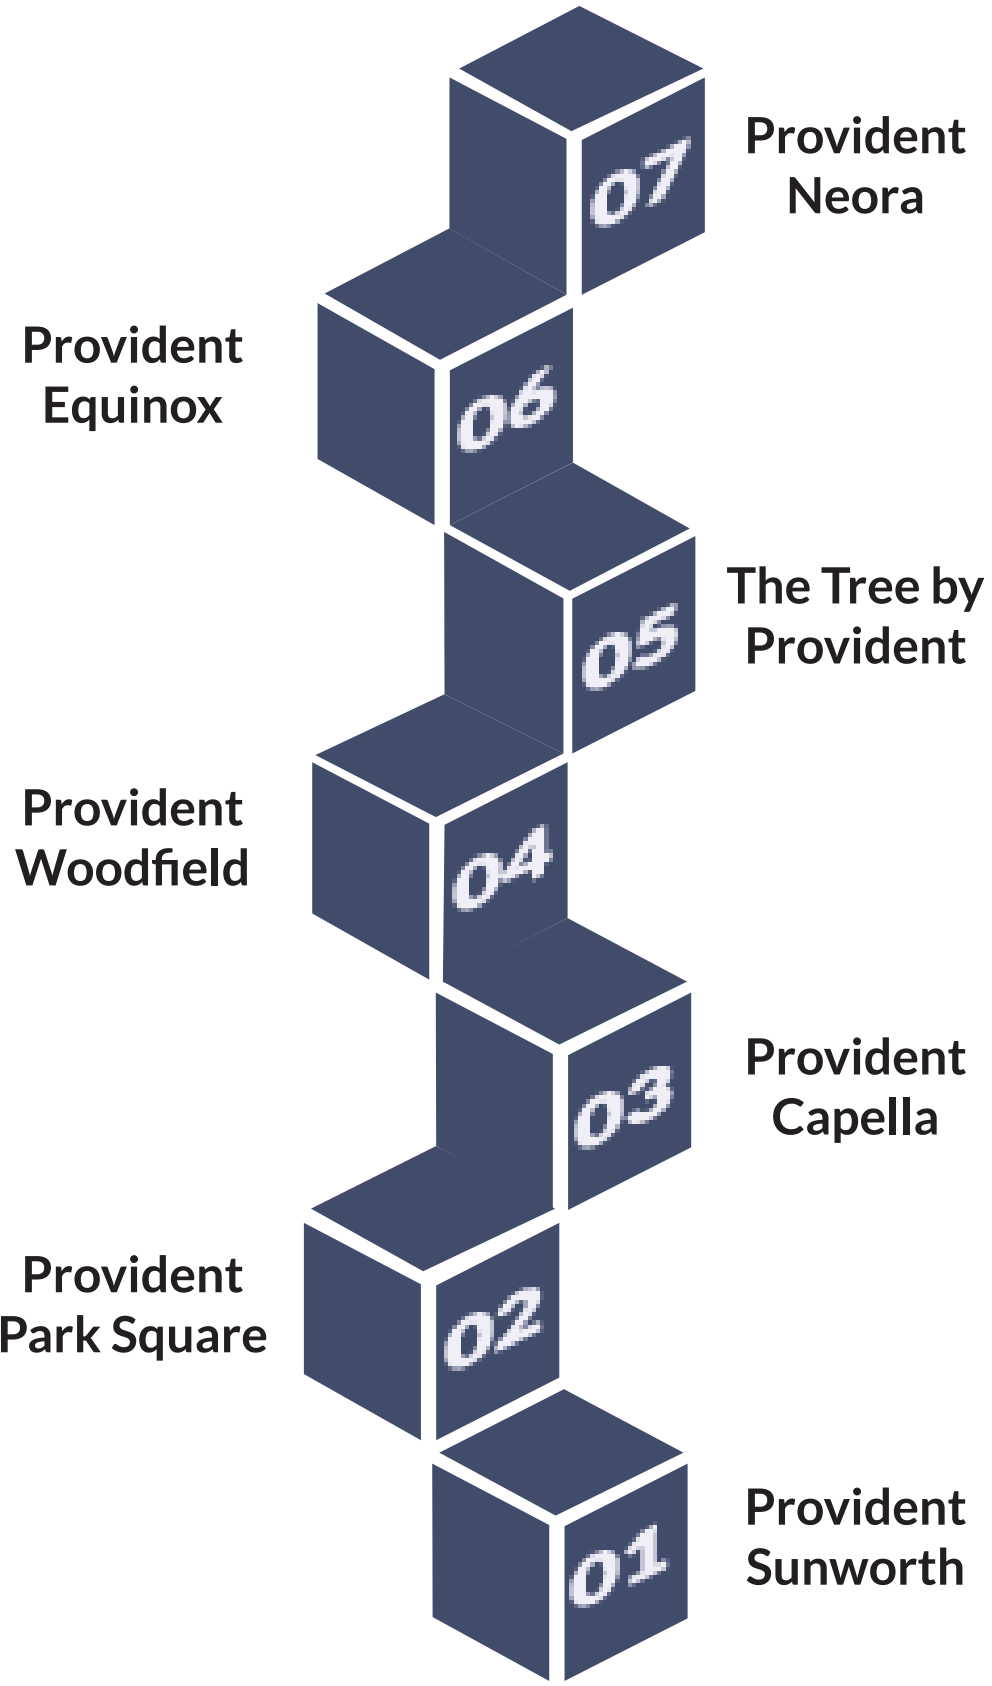 07
Provident
Neora
Provident
Equinox
06
The Tree by
Provident
05
Provident
Woodfield
04
Provident
Capella
03
Provident
Park Square
02
Provident
Sunworth
01